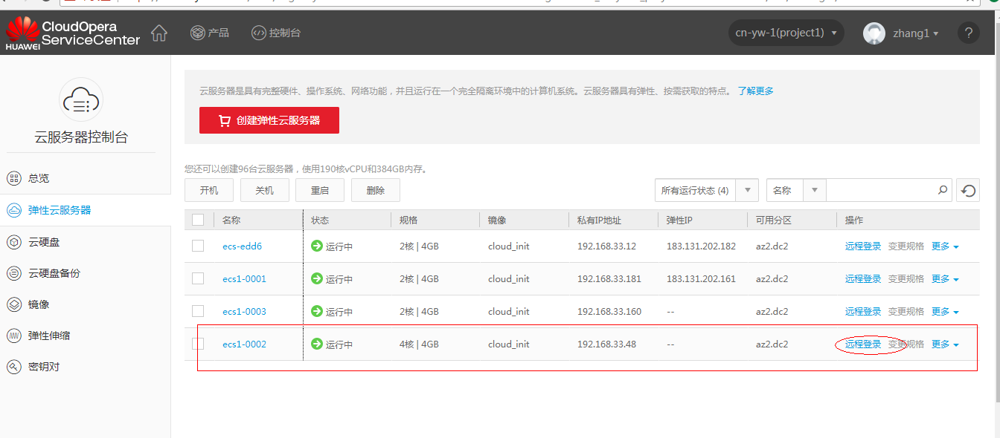 CloudOpera
ServiceCenter
HUAWEI
产品
控制台
cn-yw-1(project1)
zhang1
?
云服务器控制台
总览
弹性云服务器
云硬盘
云硬盘备份
镜像
弹性伸缩
密钥对
云服务器是具有完整硬件、操作系统、网络功能，并且运行在一个完全隔离环境中的计算机系统。云服务器具有弹性、按需获取的特点。 了解更多
创建弹性云服务器
您还可以创建96台云服务器，使用190核vCPU和384GB内存。
开机 关机 重启 删除 所有运行状态 (4) 名称
名称 状态 规格 镜像 私有IP地址 弹性IP 可用分区 操作
ecs-edd6 运行中 2核 | 4GB cloud_init 192.168.33.12 183.131.202.182 az2.dc2 远程登录 变更规格 更多
ecs1-0001 运行中 2核 | 4GB cloud_init 192.168.33.181 183.131.202.161 az2.dc2 远程登录 变更规格 更多
ecs1-0003 运行中 2核 | 4GB cloud_init 192.168.33.160 -- az2.dc2 远程登录 变更规格 更多
ecs1-0002 运行中 4核 | 4GB cloud_init 192.168.33.48 -- az2.dc2 远程登录 变更规格 更多